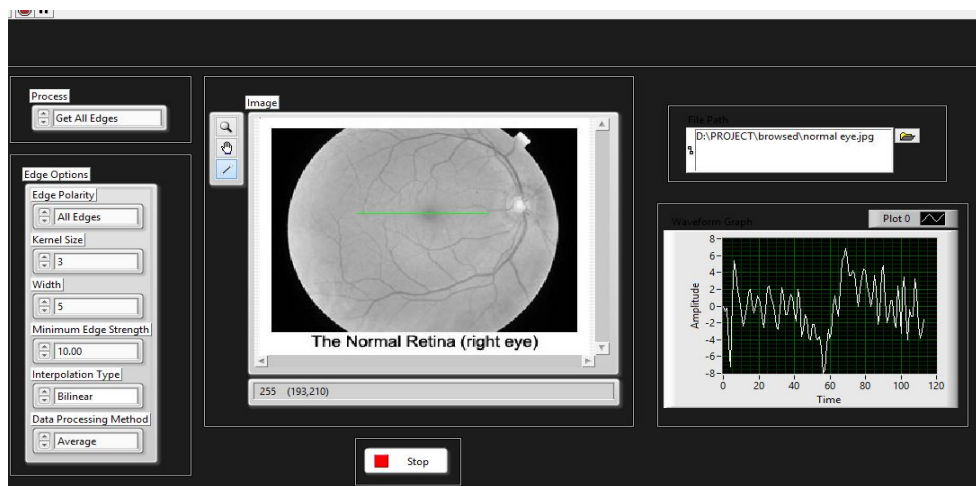 Process
Get All Edges
Edge Options
Edge Polarity
All Edges
Kernel Size
3
Width
5
Minimum Edge Strength
10.00
Interpolation Type
Bilinear
Data Processing Method
Average
Image
The Normal Retina (right eye)
255 (193,210)
Stop
File Path
D:\PROJECT\browsed\normal eye.jpg
Waveform Graph
Plot 0
Amplitude
8
6
4
2
0
-2
-4
-6
-8
0 20 40 60 80 100 120
Time